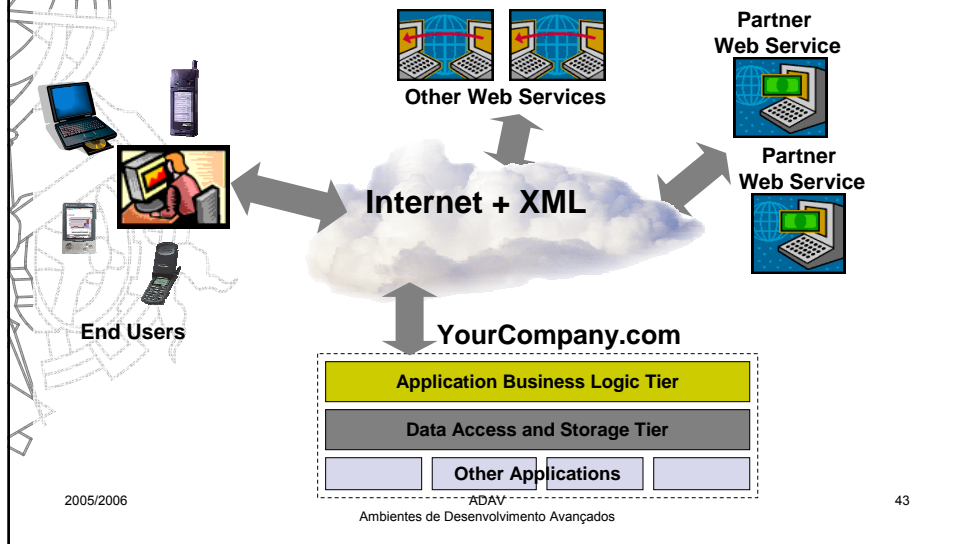 Partner
Web Service
Other Web Services
Partner
Web Service
Internet + XML
End Users
YourCompany.com
Application Business Logic Tier
Data Access and Storage Tier
Other Applications
2005/2006
ADAV
Ambientes de Desenvolvimento Avançados
43